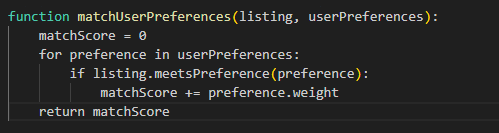 function matchUserPreferences(listing, userPreferences):
    matchScore = 0
    for preference in userPreferences:
        if listing.meetsPreference(preference):
            matchScore += preference.weight
    return matchScore